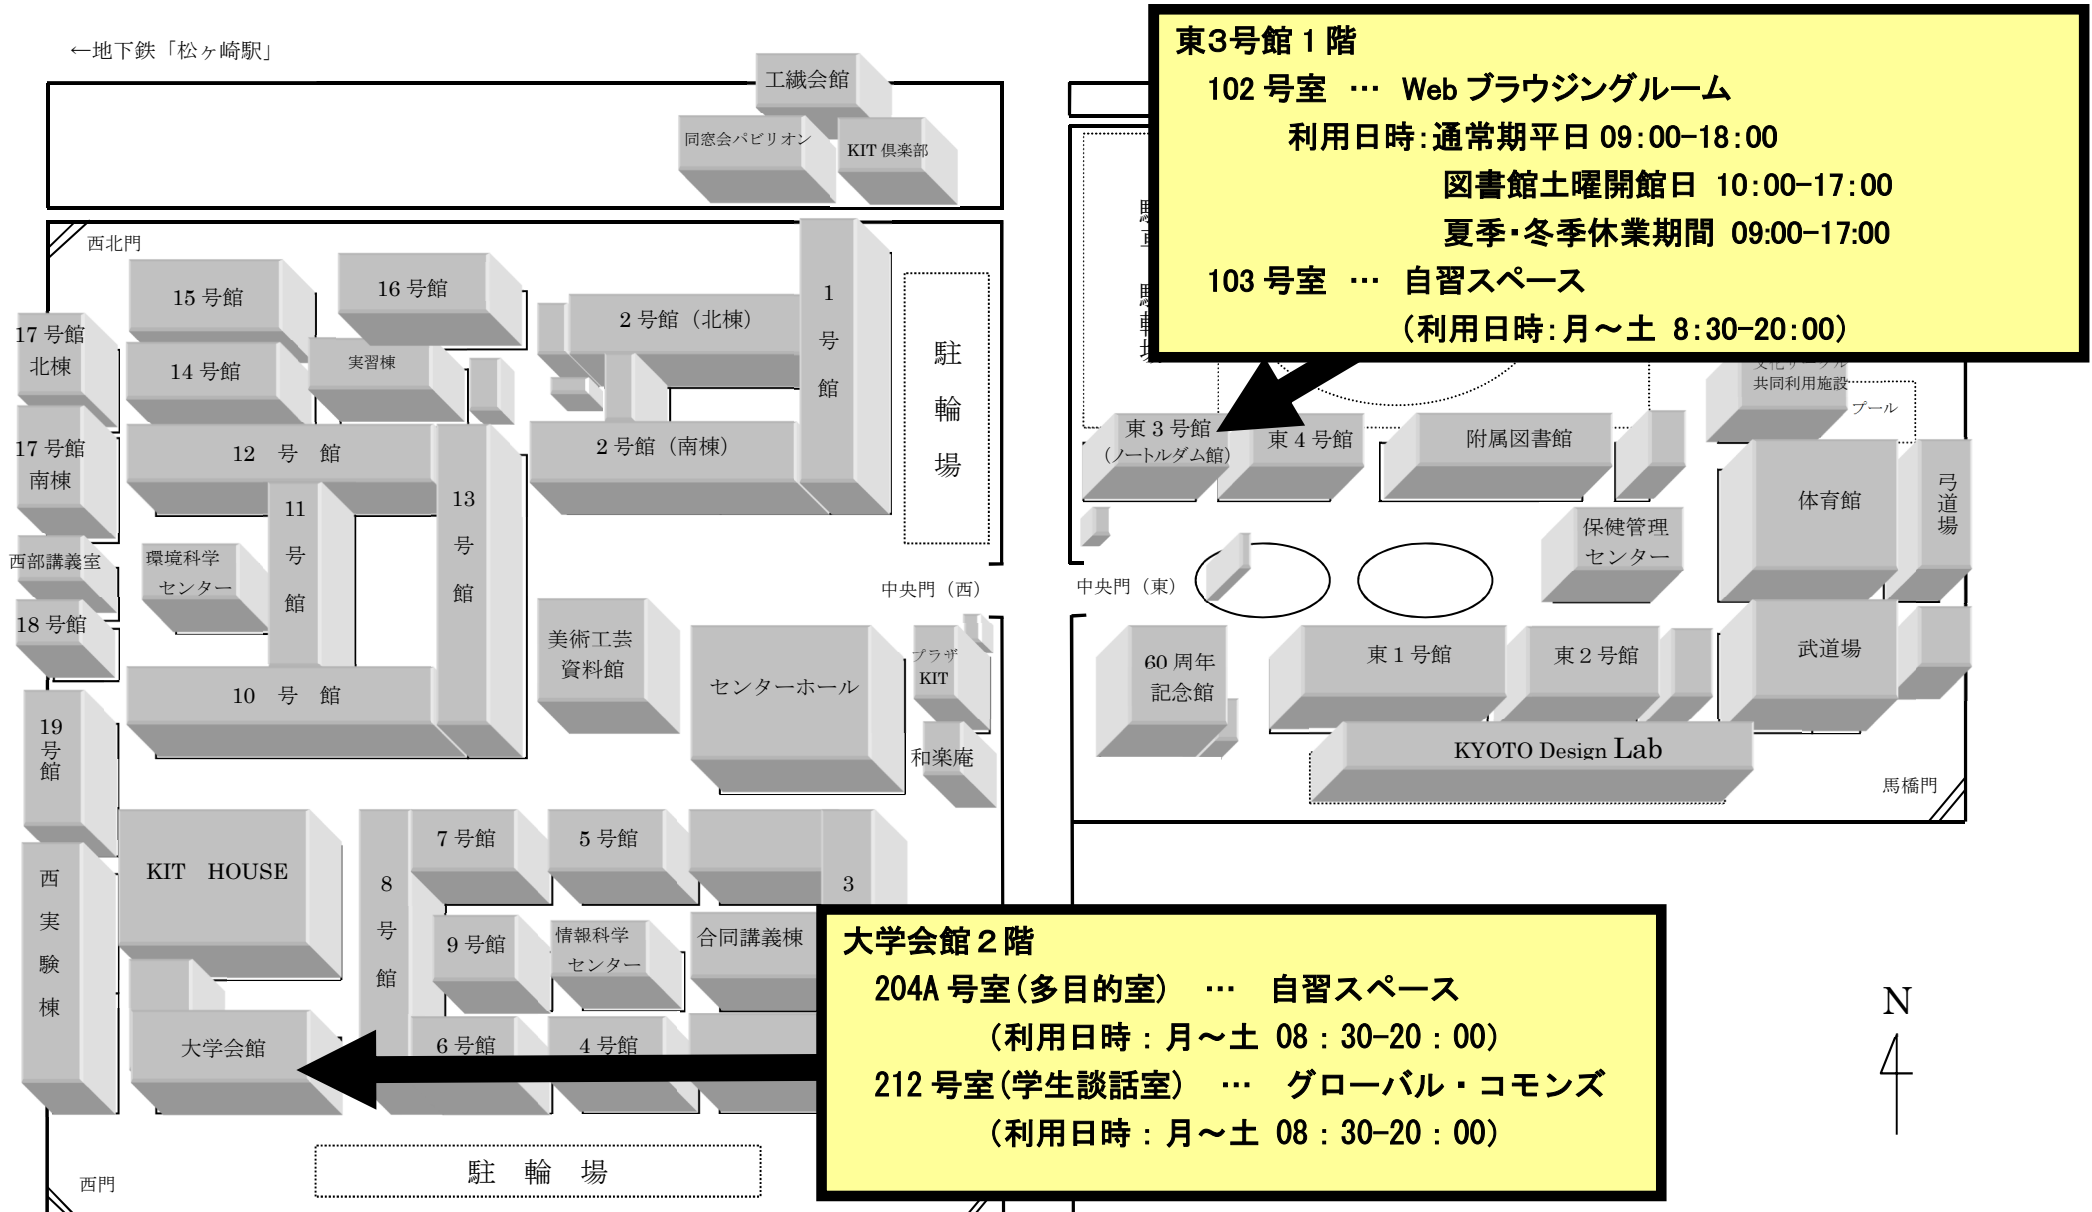 ←地下鉄「松ヶ崎駅」
工繊会館
同窓会パビリオン
KIT 倶楽部
東3号館1階
102 号室 … Web ブラウジングルーム
利用日時：通常期平日 09:00-18:00
図書館土曜開館日 10:00-17:00
夏季・冬季休業期間 09:00-17:00
103 号室 … 自習スペース
（利用日時：月～土 8:30-20:00）
西北門
15 号館
16 号館
17 号館
北棟
14 号館
実習棟
2 号館（北棟）
1
号
館
駐
輪
場
17 号館
南棟
12 号 館
2 号館（南棟）
13
号
館
11
号
館
西部講義室
環境科学
センター
18 号館
10 号 館
美術工芸
資料館
センターホール
中央門（西）
プラザ
KIT
和楽庵
東 3 号館
（ノートルダム館）
東 4 号館
附属図書館
共同利用施設
プール
体育館
弓
道
場
保健管理
センター
中央門（東）
60 周年
記念館
東 1 号館
東 2 号館
武道場
KYOTO Design Lab
馬橋門
19
号
館
KIT HOUSE
西
実
験
棟
8
号
館
7 号館
5 号館
3
9 号館
情報科学
センター
合同講義棟
大学会館
6 号館
4 号館
大学会館２階
204A 号室（多目的室） … 自習スペース
（利用日時：月～土 08：30-20：00）
212 号室（学生談話室） … グローバル・コモンズ
（利用日時：月～土 08：30-20：00）
駐 輪 場
西門
N